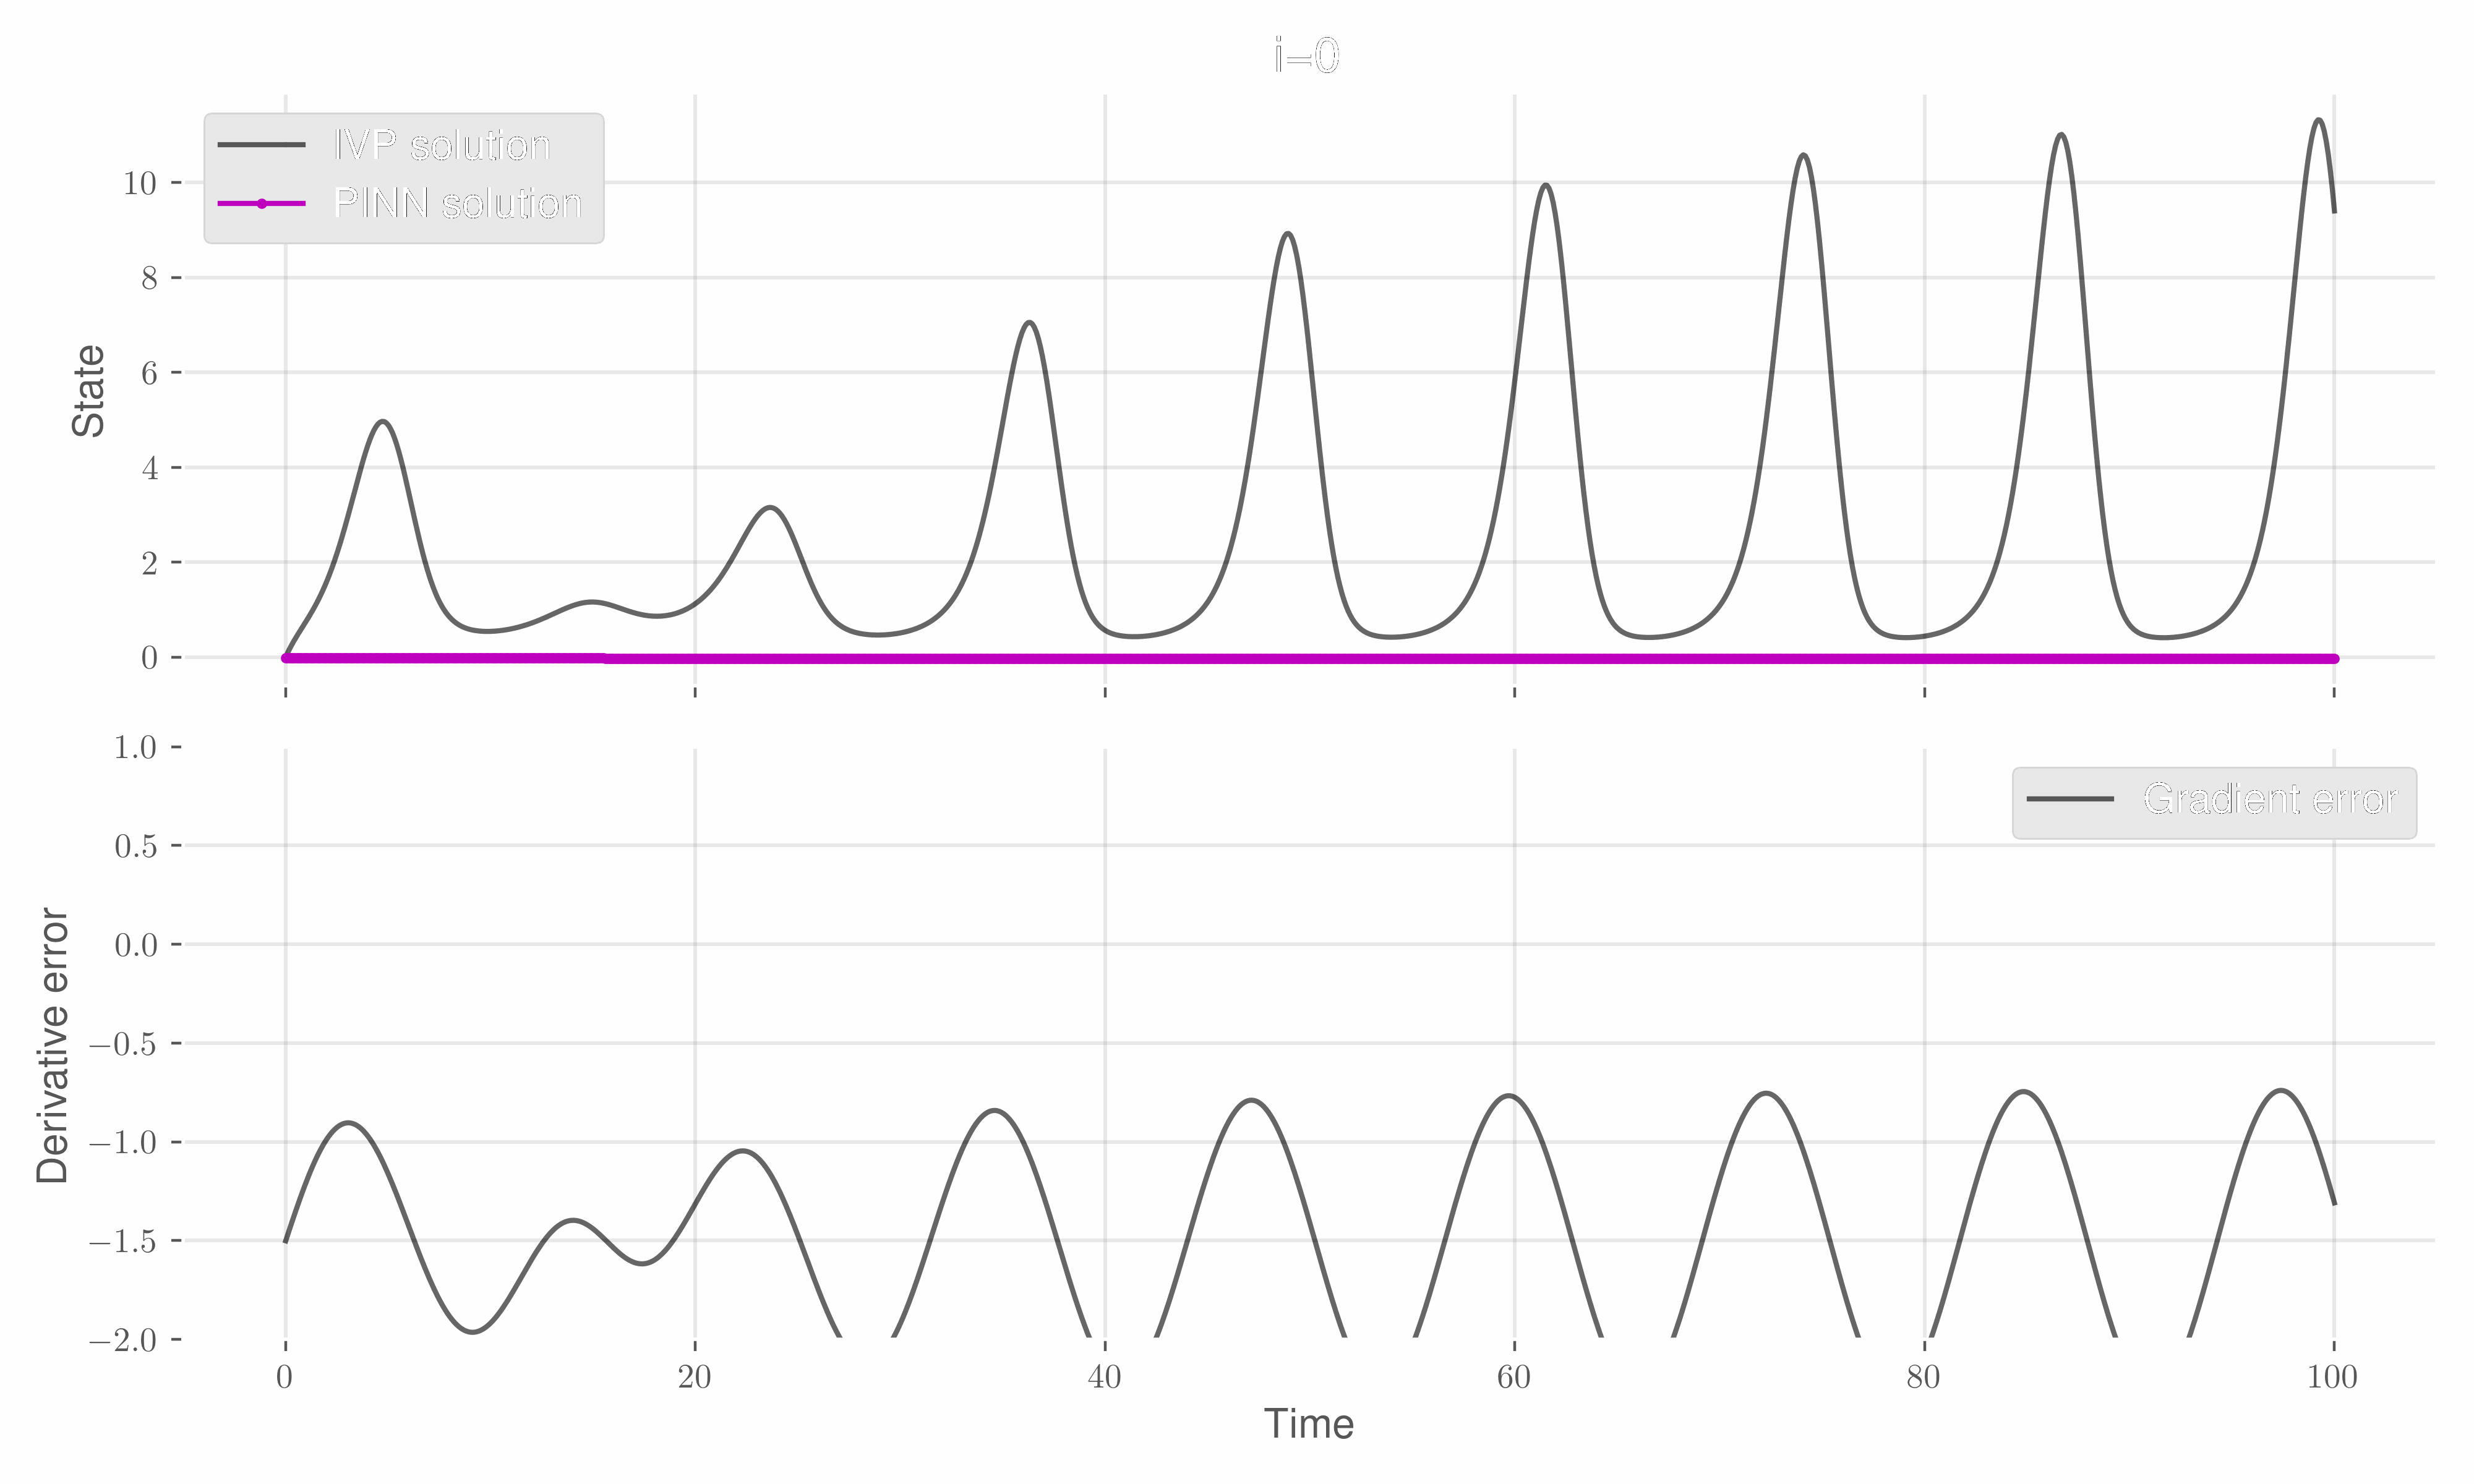 i=0
IVP solution
PINN solution
State
10
8
6
4
2
0
Gradient error
Derivative error
1.0
0.5
0.0
−0.5
−1.0
−1.5
−2.0
0 20 40 60 80 100
Time